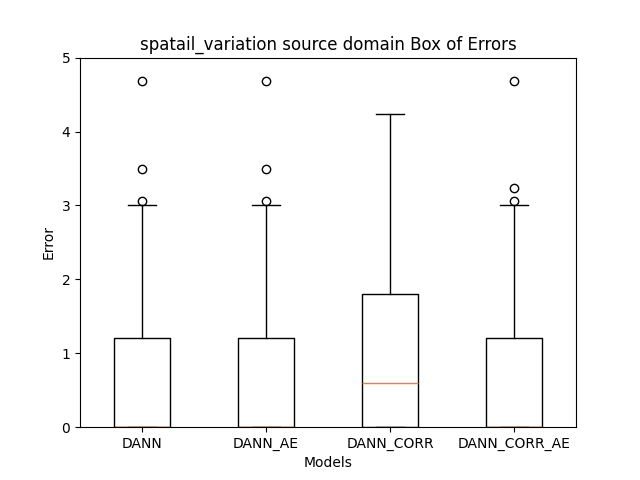 spatail_variation source domain Box of Errors
5
4
3
2
1
0
Error
DANN
DANN_AE
DANN_CORR
DANN_CORR_AE
Models